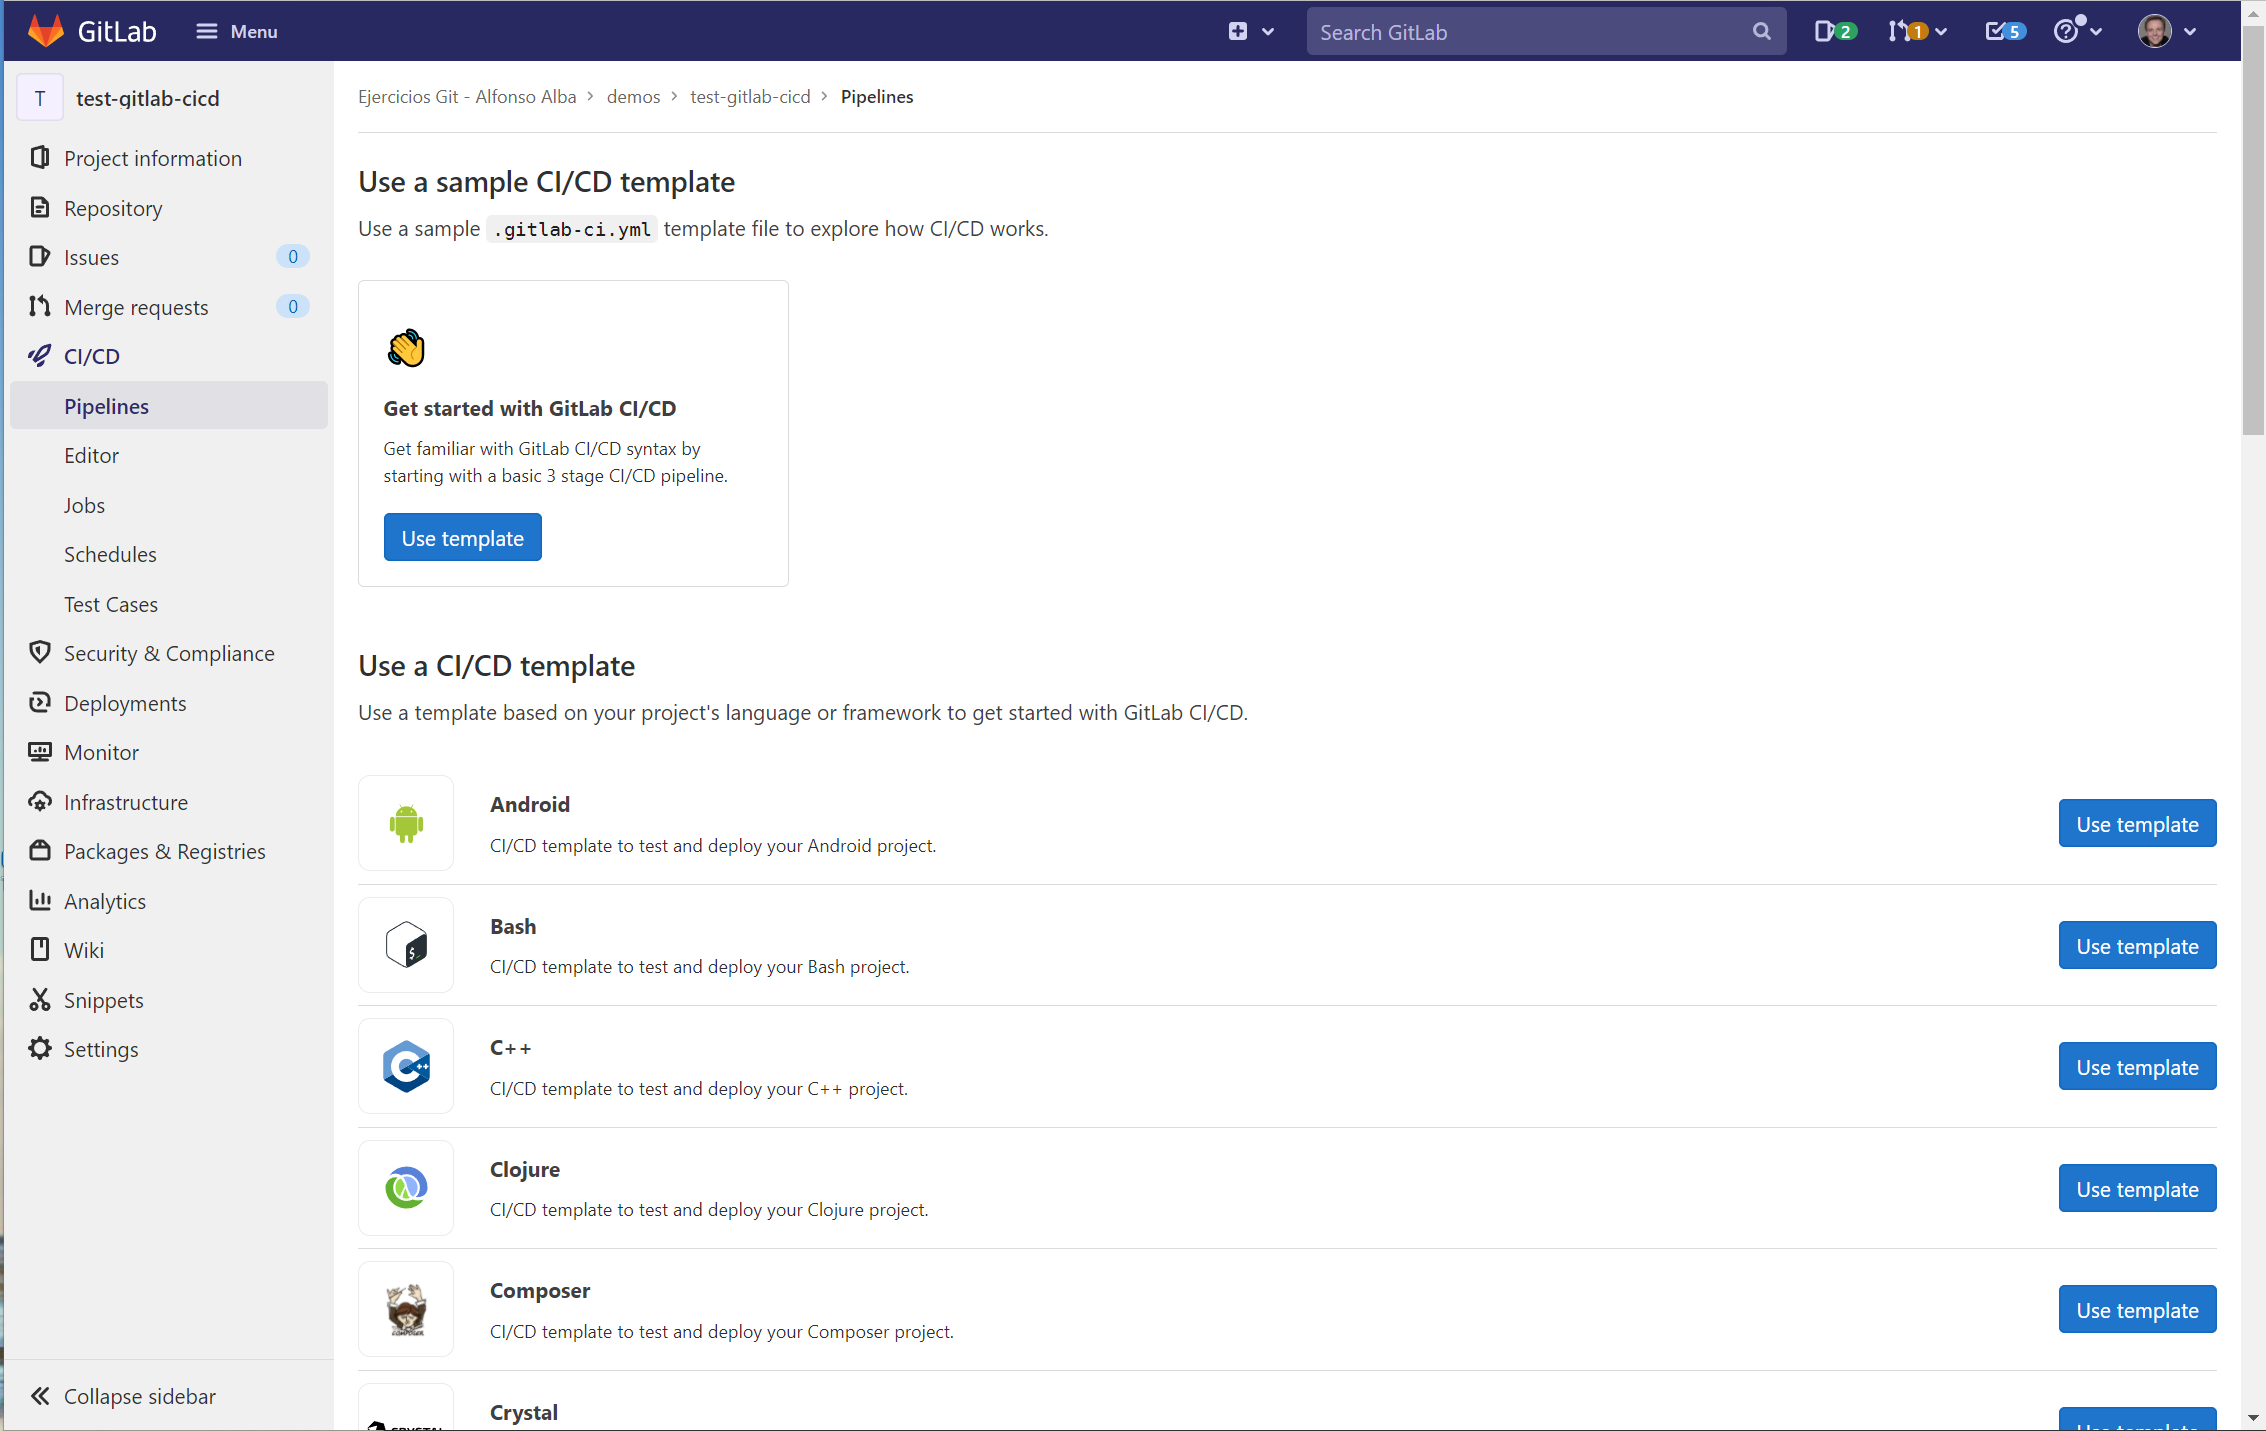 GitLab
Menu
Search GitLab
2
1
5
T
test-gitlab-cicd
Project information
Repository
Issues
0
Merge requests
0
CI/CD
Pipelines
Editor
Jobs
Schedules
Test Cases
Security & Compliance
Deployments
Monitor
Infrastructure
Packages & Registries
Analytics
Wiki
Snippets
Settings
Collapse sidebar
Ejercicios Git - Alfonso Alba > demos > test-gitlab-cicd > Pipelines
Use a sample CI/CD template
Use a sample .gitlab-ci.yml template file to explore how CI/CD works.
Get started with GitLab CI/CD
Get familiar with GitLab CI/CD syntax by
starting with a basic 3 stage CI/CD pipeline.
Use template
Use a CI/CD template
Use a template based on your project's language or framework to get started with GitLab CI/CD.
Android
CI/CD template to test and deploy your Android project.
Use template
Bash
CI/CD template to test and deploy your Bash project.
Use template
C++
CI/CD template to test and deploy your C++ project.
Use template
Clojure
CI/CD template to test and deploy your Clojure project.
Use template
Composer
CI/CD template to test and deploy your Composer project.
Use template
Crystal